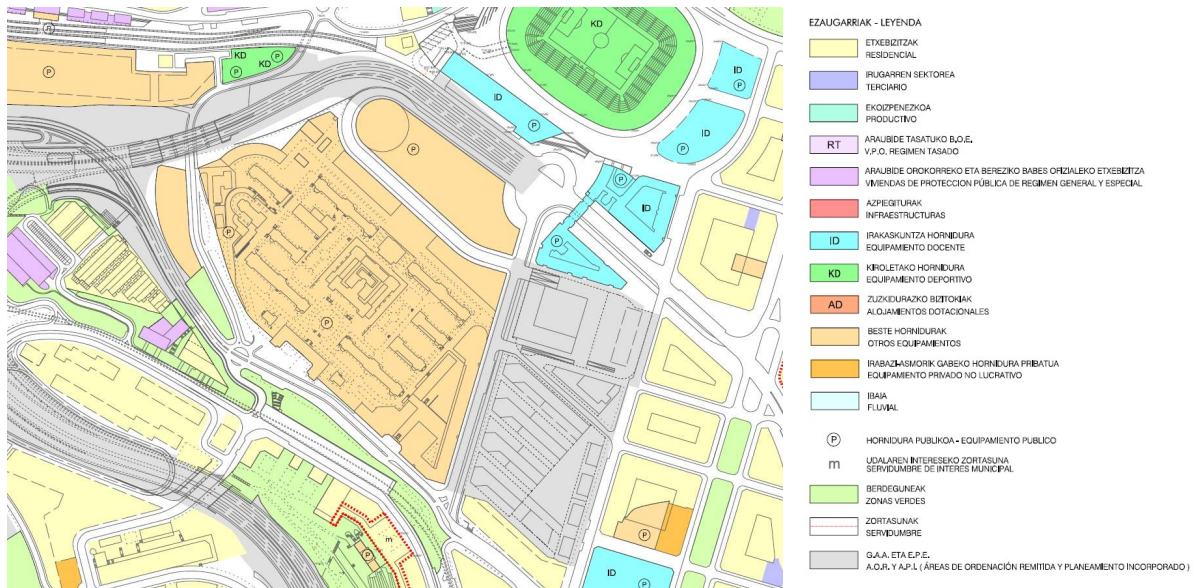 KD
KD
KD
P
P
P
ID
P
P
ID
ID
P
P
ID
P
P
P
m
P
P
ID
P
EZAUGARRIAK - LEYENDA
ETXEBIZITZAK
RESIDENCIAL
IRUGARREN SEKTOREA
TERCIARIO
EKOIZPENEZKOA
PRODUCTIVO
RT
ARAUBIDE TASATUKO B.O.E.
V.P.O. REGIMEN TASADO
ARAUBIDE OROKORREKO ETA BEREZIKO BABES OFIZIALEKO ETXEBIZITZA
VIVIENDAS DE PROTECCION PÚBLICA DE REGIMEN GENERAL Y ESPECIAL
AZPIEGITURAK
INFRAESTRUCTURAS
ID
IRAKASKUNTZA HORNIDURA
EQUIPAMIENTO DOCENTE
KD
KIROLETAKO HORNIDURA
EQUIPAMIENTO DEPORTIVO
AD
ZUZKIDURAZKO BIZITOKIAK
ALOJAMIENTOS DOTACIONALES
BESTE HORNIDURAK
OTROS EQUIPAMIENTOS
IRABAZI-ASMORIK GABEKO HORNIDURA PRIBATUA
EQUIPAMIENTO PRIVADO NO LUCRATIVO
IBAIA
FLUVIAL
P
HORNIDURA PUBLIKOA - EQUIPAMIENTO PUBLICO
m
UDALAREN INTERESEKO ZORTASUNA
SERVIDUMBRE DE INTERES MUNICIPAL
BERDEGUNEAK
ZONAS VERDES
ZORTASUNAK
SERVIDUMBRE
G.A.A. ETA E.P.E.
A.O.R. Y A.P.I. ( ÁREAS DE ORDENACIÓN REMITIDA Y PLANEAMIENTO INCORPORADO )